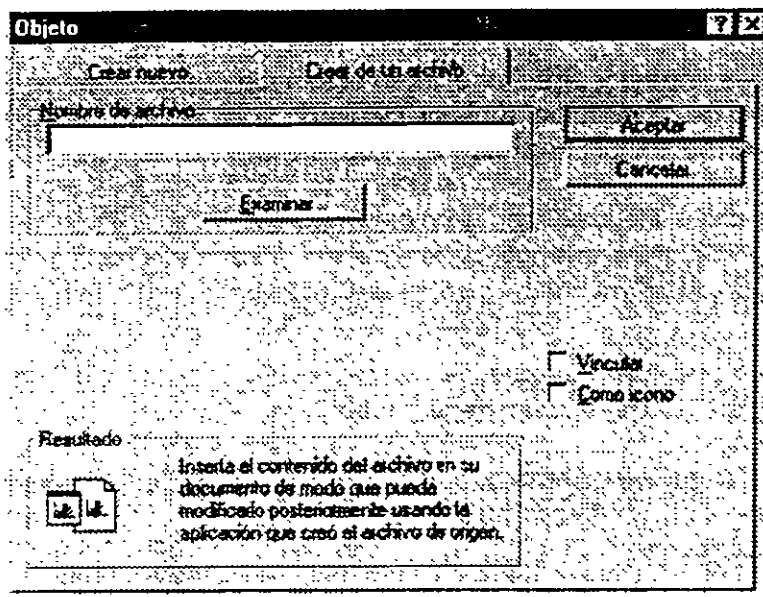 Objeto
Crear nuevo
Crear de un archivo
Nombre de archivo
Aceptar
Cancelar
Examinar...
Vincular
Como icono
Resultado
Inserta el contenido del archivo en su
documento de modo que pueda
modificarlo posteriormente usando la
aplicación que creó el archivo de origen.